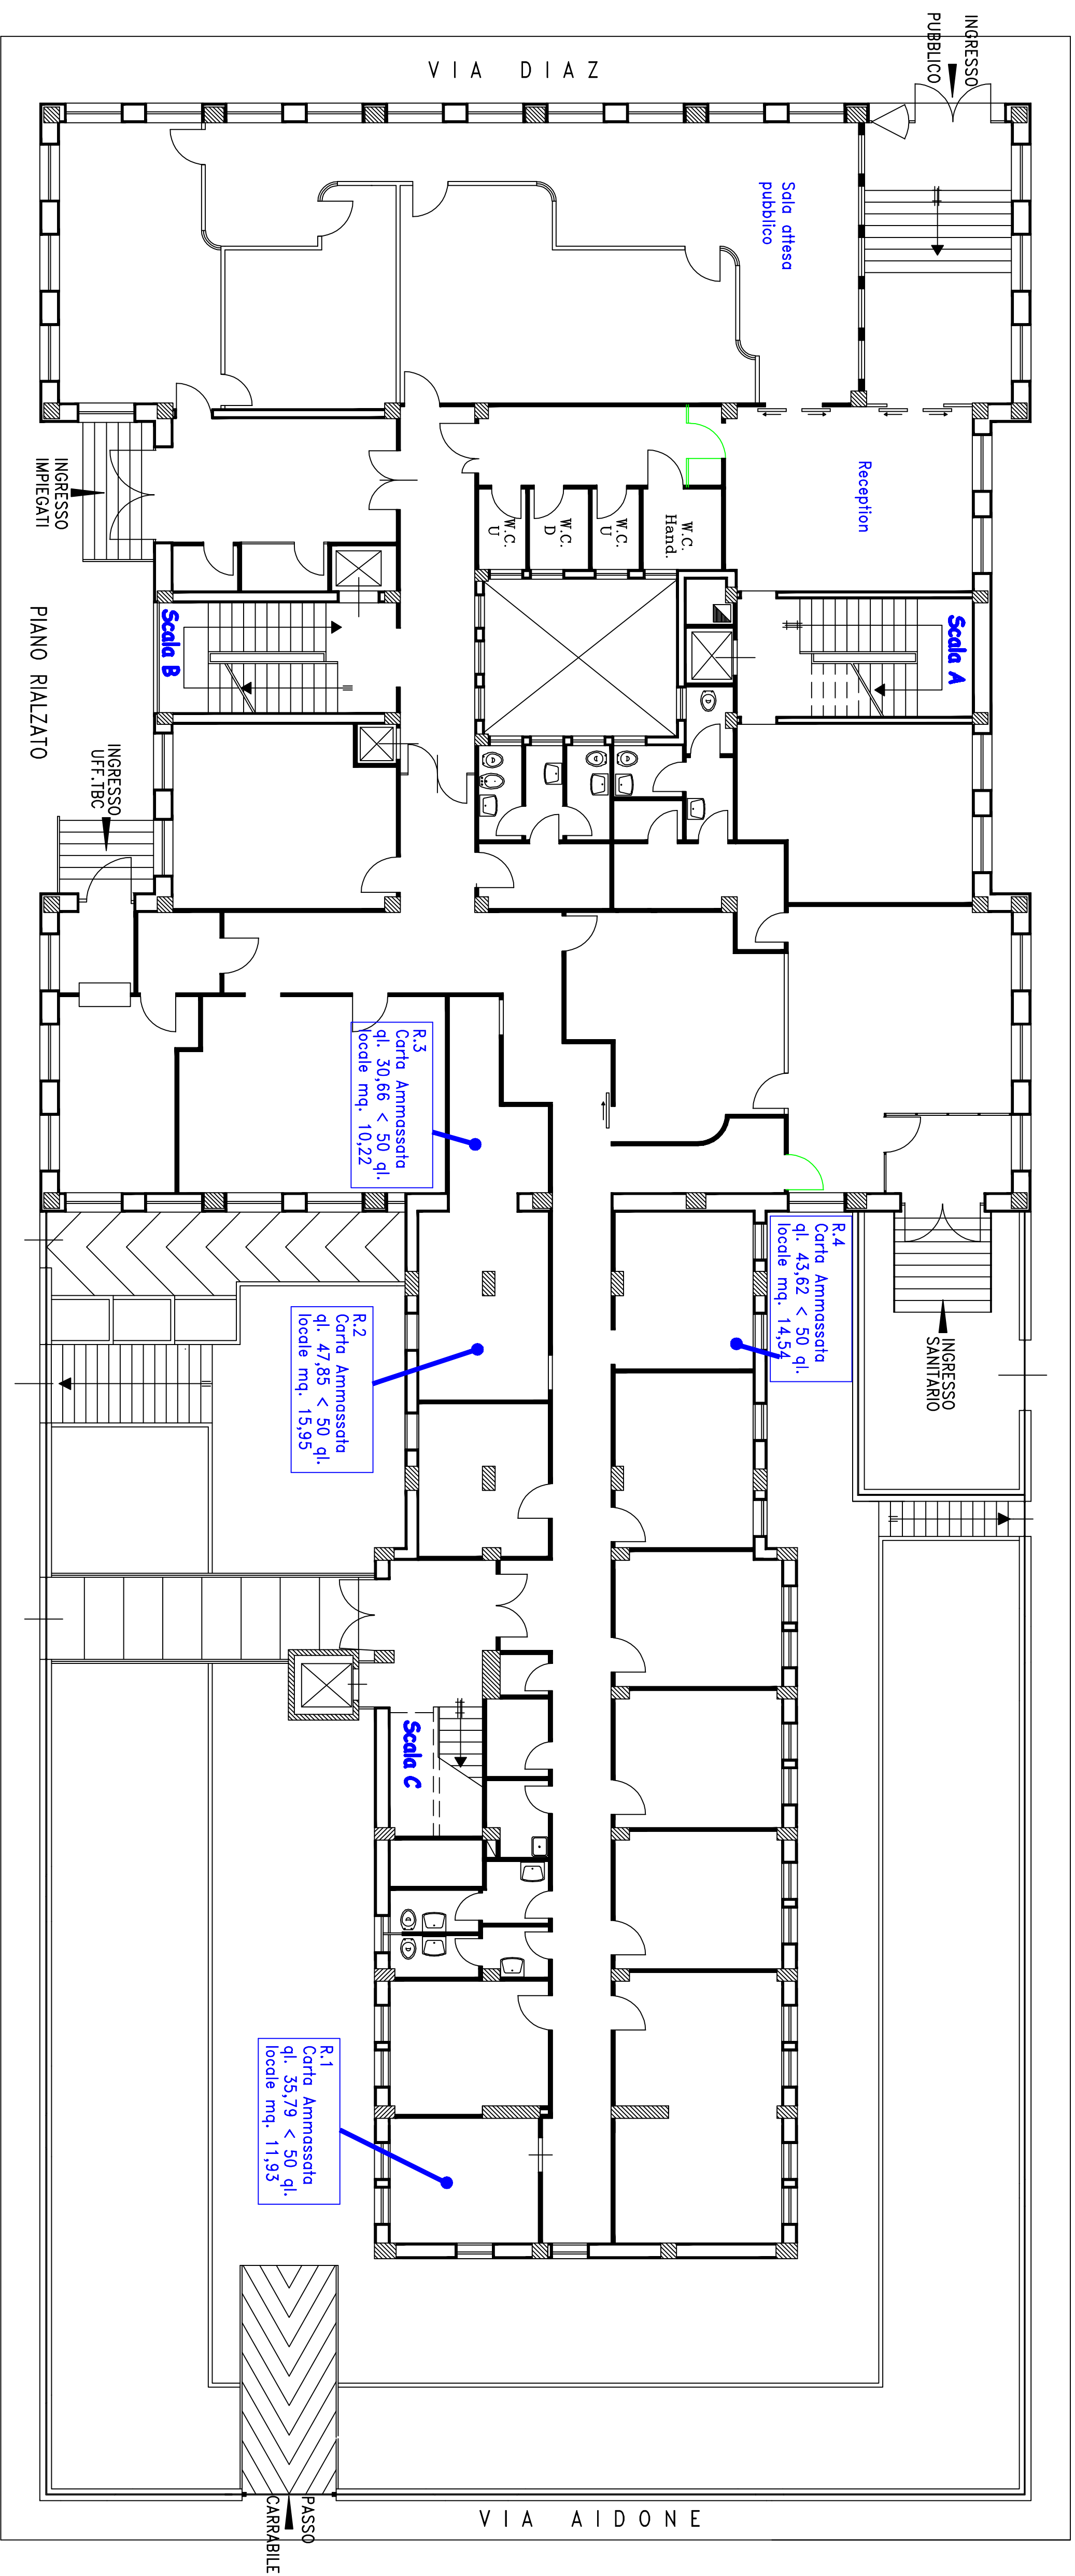 VIA DIAZ
INGRESSO
PUBBLICO
Sala attesa
pubblico
Reception
INGRESSO
IMPIEGATI
W.C.
U
W.C.
D
W.C.
U
W.C.
Hand.
Scala A
Scala B
PIANO RIALZATO
INGRESSO
UFF.TBC
R.3
Carta Ammassata
ql. 30,66 < 50 ql.
locale mq. 10,22
R.4
Carta Ammassata
ql. 43,62 < 50 ql.
locale mq. 14,54
INGRESSO
SANITARIO
R.2
Carta Ammassata
ql. 47,85 < 50 ql.
locale mq. 15,95
Scala C
R.1
Carta Ammassata
ql. 35,79 < 50 ql.
locale mq. 11,93
PASSO
CARRABILE
VIA AIDONE